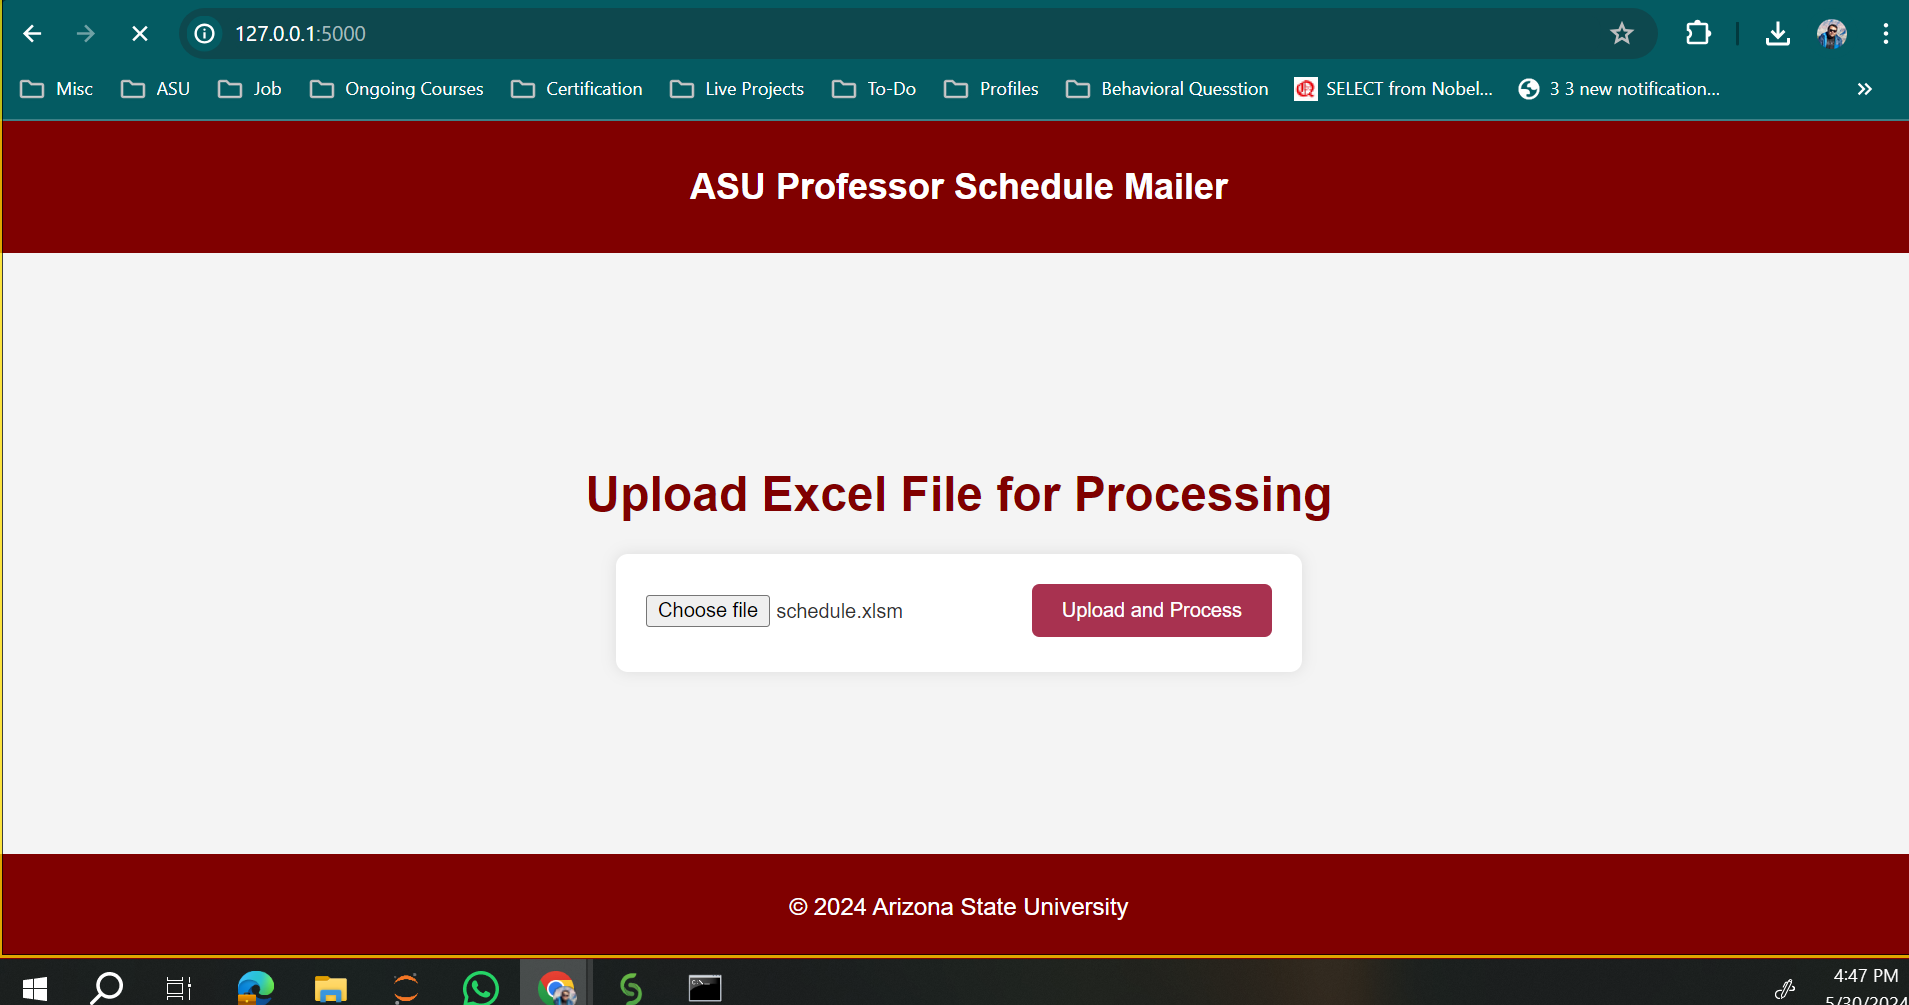 127.0.0.1:5000
Misc ASU Job Ongoing Courses Certification Live Projects To-Do Profiles Behavioral Quesstion SELECT from Nobel... 3 3 new notification...
ASU Professor Schedule Mailer
Upload Excel File for Processing
Choose file schedule.xlsm Upload and Process
© 2024 Arizona State University
4:47 PM
5/30/2024